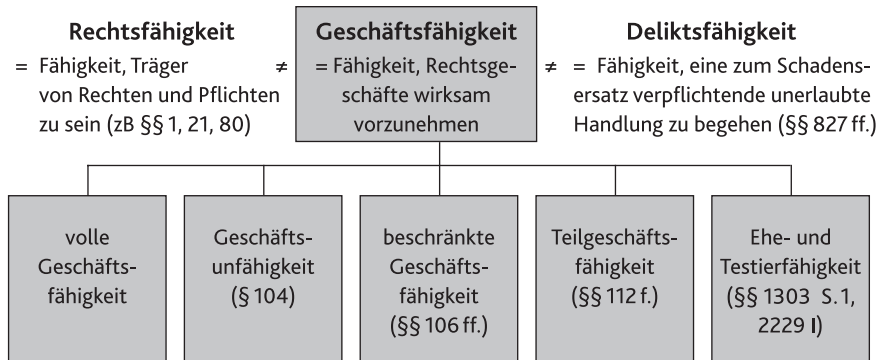 Rechtsfähigkeit
= Fähigkeit, Träger
von Rechten und Pflichten
zu sein (zB §§ 1, 21, 80)
≠
Geschäftsfähigkeit
= Fähigkeit, Rechtsge-
schäfte wirksam
vorzunehmen
≠
Deliktsfähigkeit
= Fähigkeit, eine zum Schadens-
ersatz verpflichtende unerlaubte
Handlung zu begehen (§§ 827 ff.)
volle
Geschäfts-
fähigkeit
Geschäfts-
unfähigkeit
(§ 104)
beschränkte
Geschäfts-
fähigkeit
(§§ 106 ff.)
Teilgeschäfts-
fähigkeit
(§§ 112 f.)
Ehe- und
Testierfähigkeit
(§§ 1303 S. 1,
2229 I)